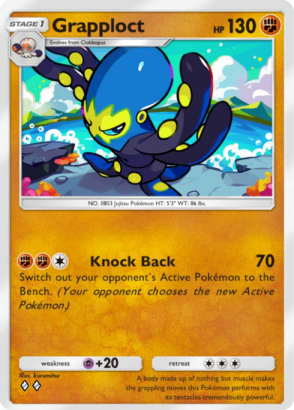 STAGE 1
Grapploct
HP 130
Evolves from Clobbopus
NO. 0853 Jujitsu Pokémon HT: 5'3" WT: 86 lbs.
Knock Back 70
Switch out your opponent's Active Pokémon to
the Bench. (Your opponent chooses the new Active
Pokémon.)
weakness +20 retreat
Illus. kurumitsu
A body made up of nothing but muscle makes
the grappling moves this Pokémon performs with
its tentacles tremendously powerful.